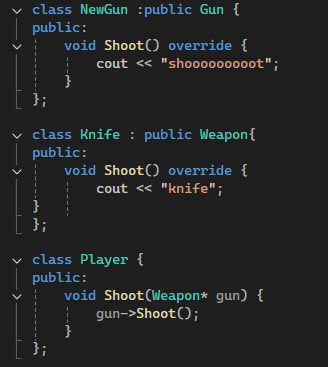 class NewGun :public Gun {
public:
    void Shoot() override {
        cout << "shooooooooot";
    }
};

class Knife : public Weapon{
public:
    void Shoot() override {
        cout << "knife";
}
};

class Player {
public:
    void Shoot(Weapon* gun) {
        gun->Shoot();
    }
};